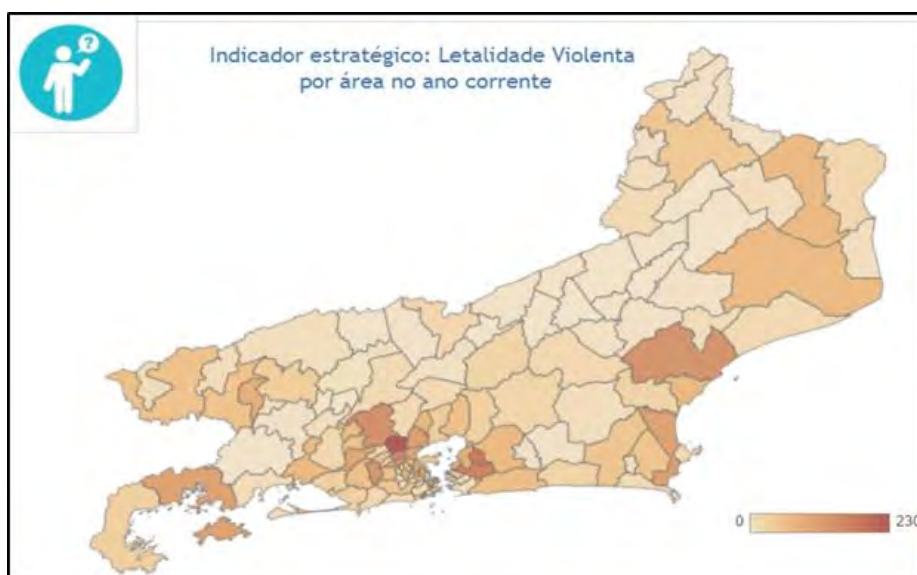 ?
Indicador estratégico: Letalidade Violenta
por área no ano corrente
0 230